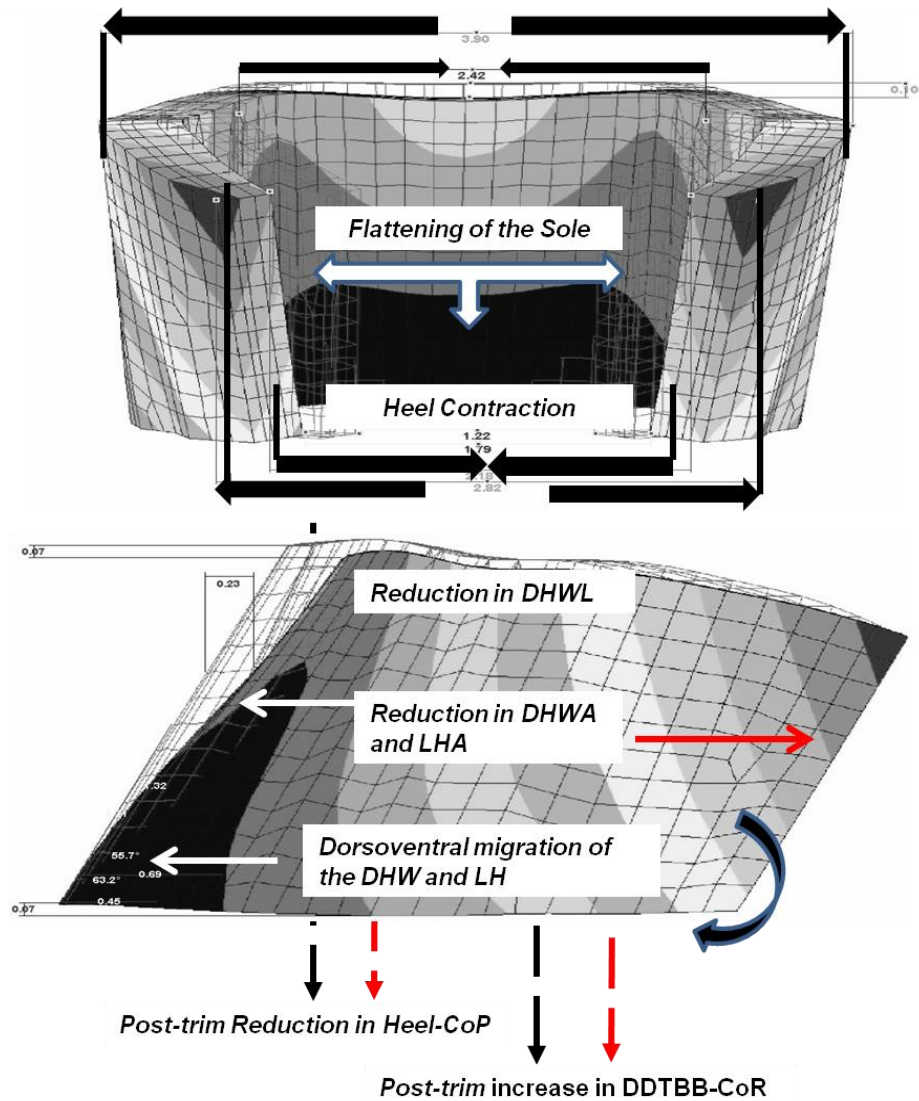 3.90
2.42
0.10
Flattening of the Sole
Heel Contraction
1.22
1.79
2.82
0.07
0.23
Reduction in DHWL
Reduction in DHWA
and LHA
55.7°
Dorsoventral migration of
the DHW and LH
63.2°
0.69
0.45
0.07
Post-trim Reduction in Heel-CoP
Post-trim increase in DDTBB-CoR